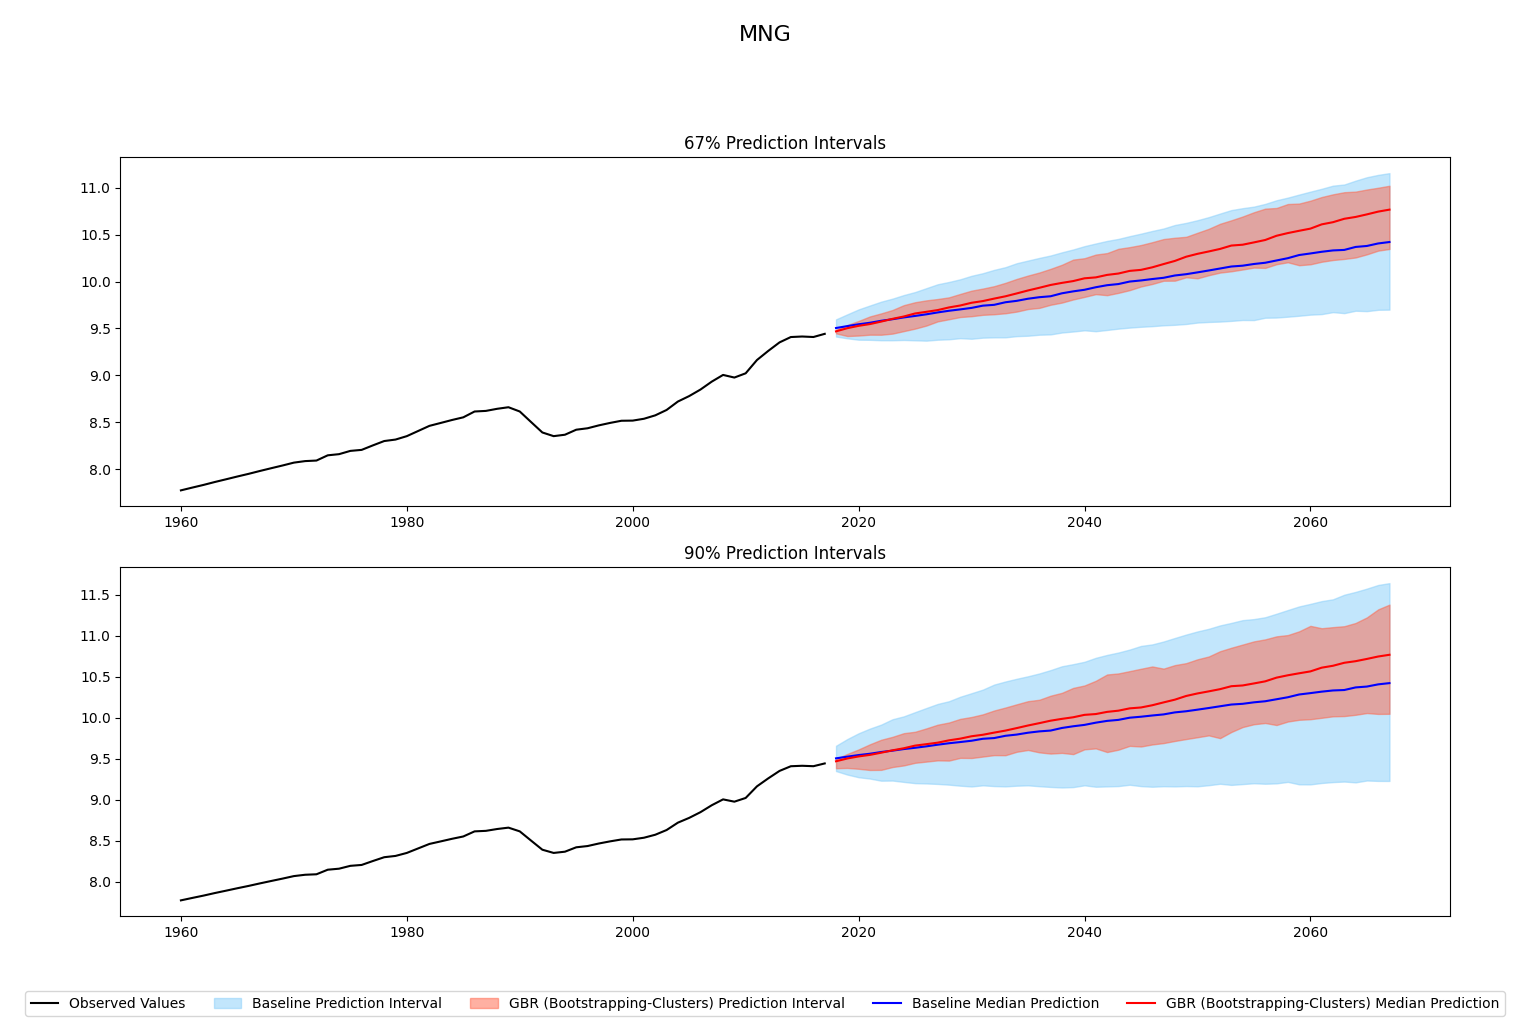 MNG
67% Prediction Intervals
11.0
10.5
10.0
9.5
9.0
8.5
8.0
1960 1980 2000 2020 2040 2060
90% Prediction Intervals
11.5
11.0
10.5
10.0
9.5
9.0
8.5
8.0
1960 1980 2000 2020 2040 2060
Observed Values Baseline Prediction Interval GBR (Bootstrapping-Clusters) Prediction Interval Baseline Median Prediction GBR (Bootstrapping-Clusters) Median Prediction